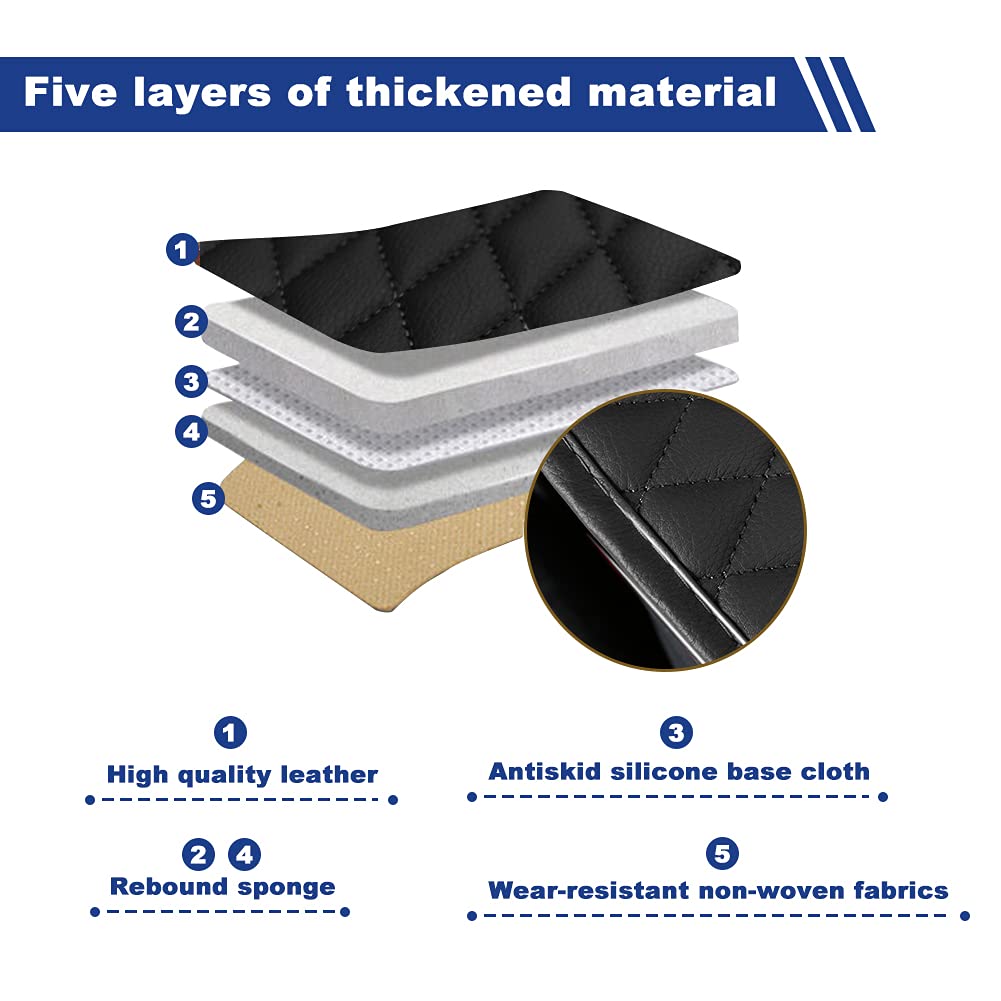 Five layers of thickened material
1
2
3
4
5
1
High quality leather
3
Antiskid silicone base cloth
2 4
Rebound sponge
5
Wear-resistant non-woven fabrics